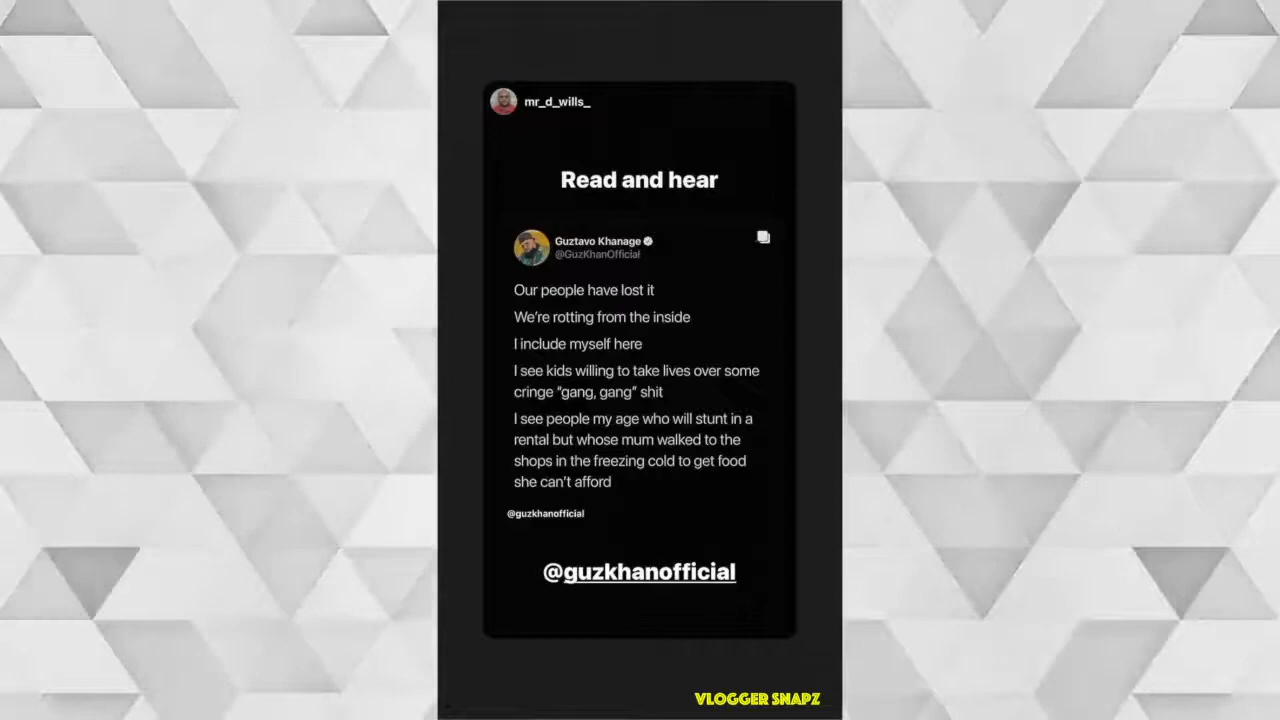 mr_d_wills_
Read and hear
Guztavo Khanage
@GuzKhanOfficial
Our people have lost it
We're rotting from the inside
I include myself here
I see kids willing to take lives over some
cringe "gang, gang" shit
I see people my age who will stunt in a
rental but whose mum walked to the
shops in the freezing cold to get food
she can't afford
@guzkhanofficial
@guzkhanofficial
VLOGGER SNAPZ